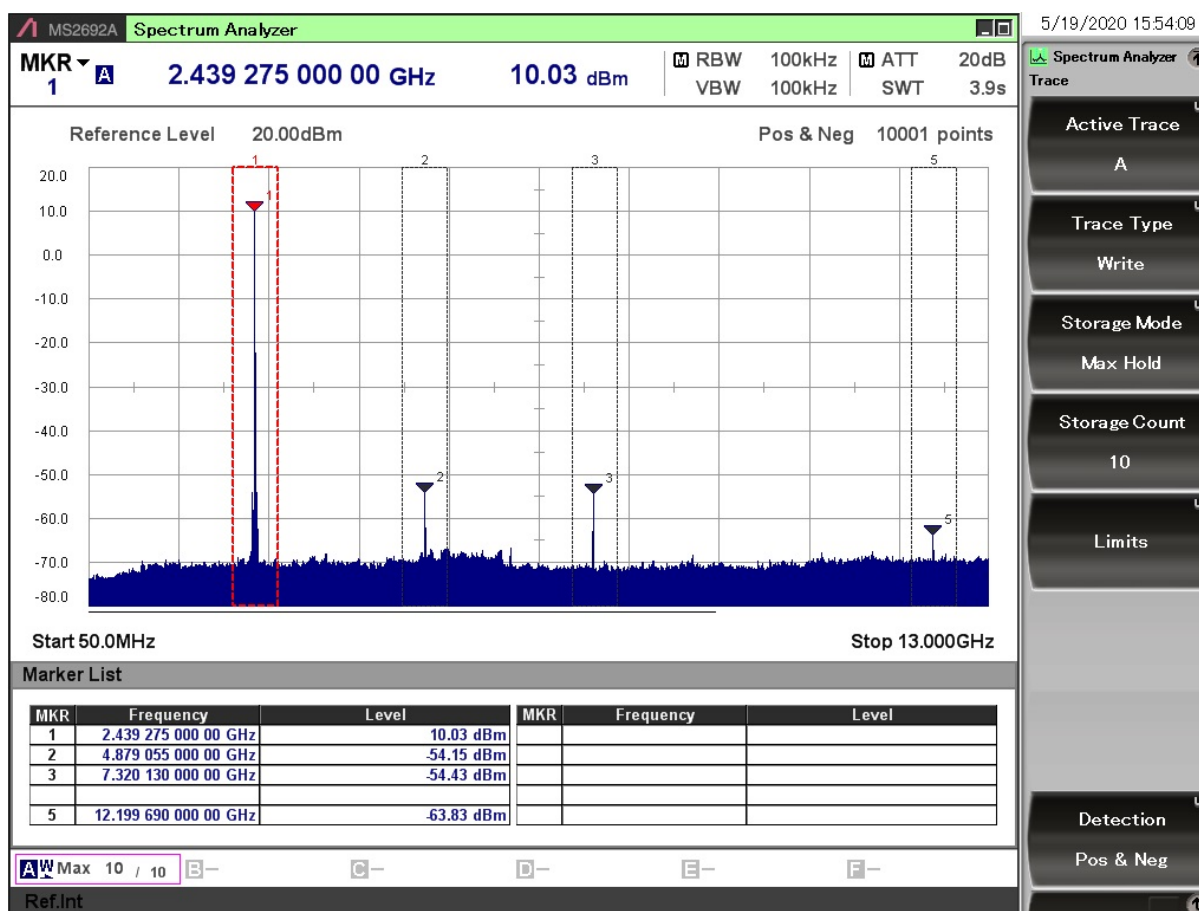 MS2692A Spectrum Analyzer
5/19/2020 15:54:09
MKR 1 A 2.439 275 000 00 GHz 10.03 dBm
M RBW 100kHz M ATT 20dB
VBW 100kHz SWT 3.9s
Reference Level 20.00dBm Pos & Neg 10001 points
1 2 3 5
20.0
10.0
0.0
-10.0
-20.0
-30.0
-40.0
-50.0
-60.0
-70.0
-80.0
1
2
3
5
Start 50.0MHz Stop 13.000GHz
Marker List
MKR Frequency Level MKR Frequency Level
1 2.439 275 000 00 GHz 10.03 dBm
2 4.879 055 000 00 GHz -54.15 dBm
3 7.320 130 000 00 GHz -54.43 dBm
5 12.199 690 000 00 GHz -63.83 dBm
A W Max 10 / 10 B- C- D- E- F-
Ref.Int
Spectrum Analyzer
Trace
Active Trace
A
Trace Type
Write
Storage Mode
Max Hold
Storage Count
10
Limits
Detection
Pos & Neg